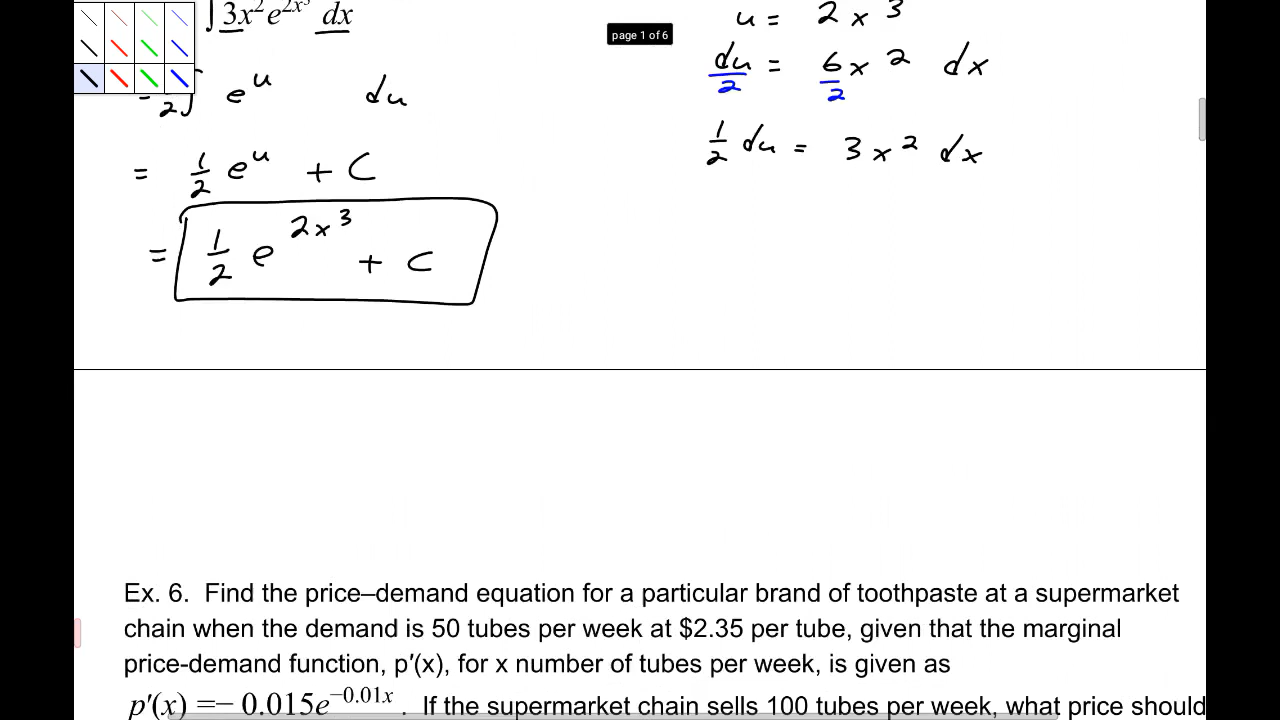 ∫ 3x² e^{2x³} dx
u = 2x³
page 1 of 6
du/2 = 6x²/2 dx
= 1/2 ∫ e^u du
1/2 du = 3x² dx
= 1/2 e^u + C
= 1/2 e^{2x³} + C
Ex. 6. Find the price–demand equation for a particular brand of toothpaste at a supermarket
chain when the demand is 50 tubes per week at $2.35 per tube, given that the marginal
price-demand function, p′(x), for x number of tubes per week, is given as
p′(x) =− 0.015e^{−0.01x} . If the supermarket chain sells 100 tubes per week, what price should